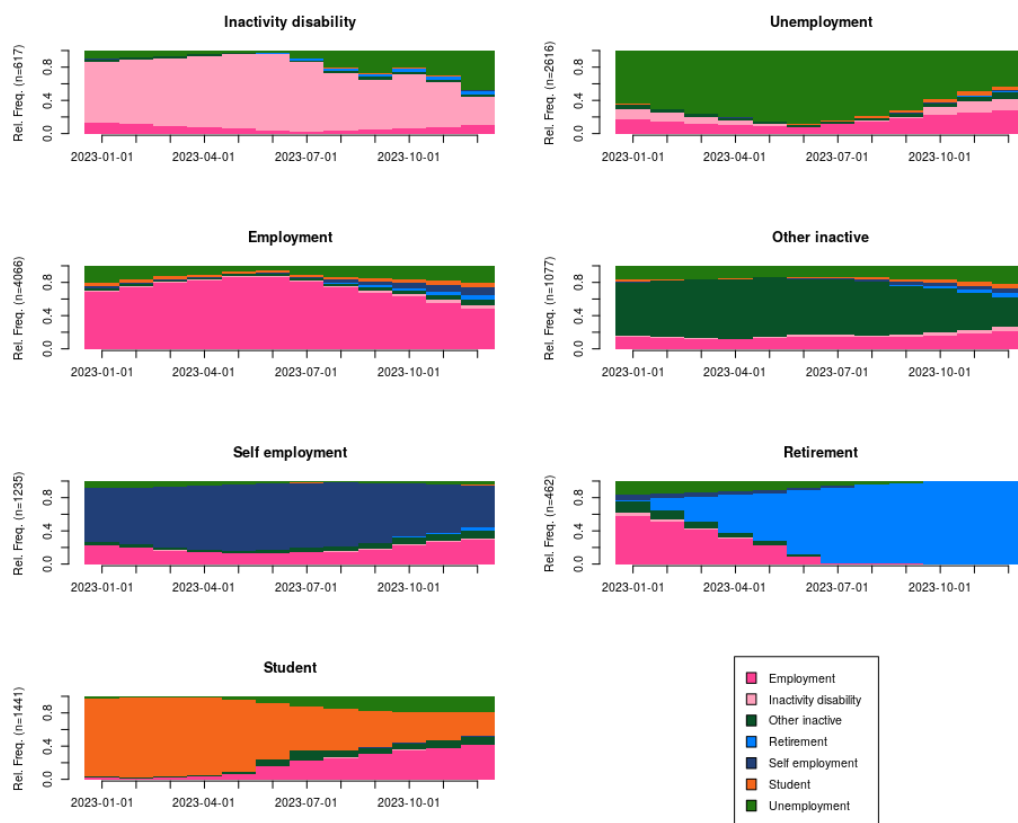 Inactivity disability
Rel. Freq. (n=617)
0.0 0.4 0.8
2023-01-01 2023-04-01 2023-07-01 2023-10-01
Unemployment
Rel. Freq. (n=2616)
0.0 0.4 0.8
2023-01-01 2023-04-01 2023-07-01 2023-10-01
Employment
Rel. Freq. (n=4066)
0.0 0.4 0.8
2023-01-01 2023-04-01 2023-07-01 2023-10-01
Other inactive
Rel. Freq. (n=1077)
0.0 0.4 0.8
2023-01-01 2023-04-01 2023-07-01 2023-10-01
Self employment
Rel. Freq. (n=1235)
0.0 0.4 0.8
2023-01-01 2023-04-01 2023-07-01 2023-10-01
Retirement
Rel. Freq. (n=462)
0.0 0.4 0.8
2023-01-01 2023-04-01 2023-07-01 2023-10-01
Student
Rel. Freq. (n=1441)
0.0 0.4 0.8
2023-01-01 2023-04-01 2023-07-01 2023-10-01
Employment
Inactivity disability
Other inactive
Retirement
Self employment
Student
Unemployment